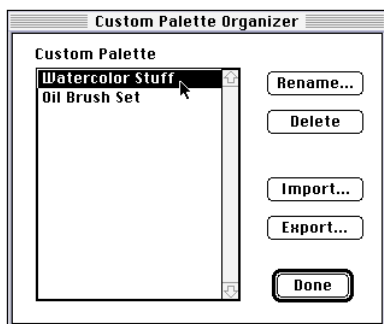 Custom Palette Organizer
Custom Palette
Watercolor Stuff
Oil Brush Set
Rename...
Delete
Import...
Export...
Done